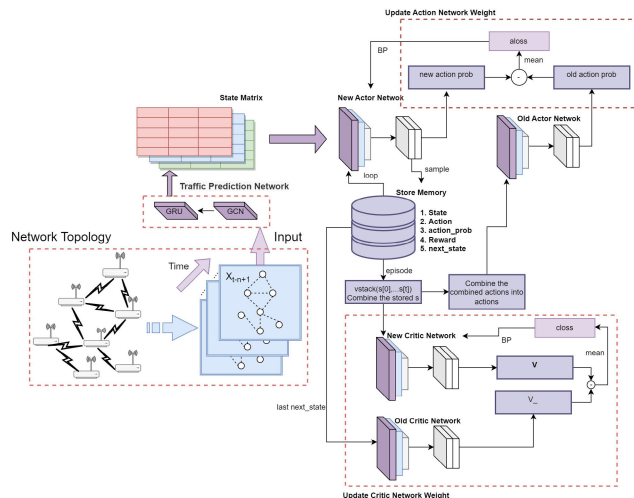 Update Action Network Weight
BP
aloss
mean
new action prob
-
old action prob
State Matrix
New Actor Netwok
Old Actor Netwok
loop
sample
Traffic Prediction Network
GRU
GCN
Store Memory
1. State
2. Action
3. action_prob
4. Reward
5. next_state
Network Topology
Time
Input
X t-n+1
episode
vstack(s[0],...s[t])
Combine the stored s
Combine the
combined actions into
actions
New Critic Network
BP
closs
mean
V
-
V_
last next_state
Old Critic Network
Update Critic Network Weight